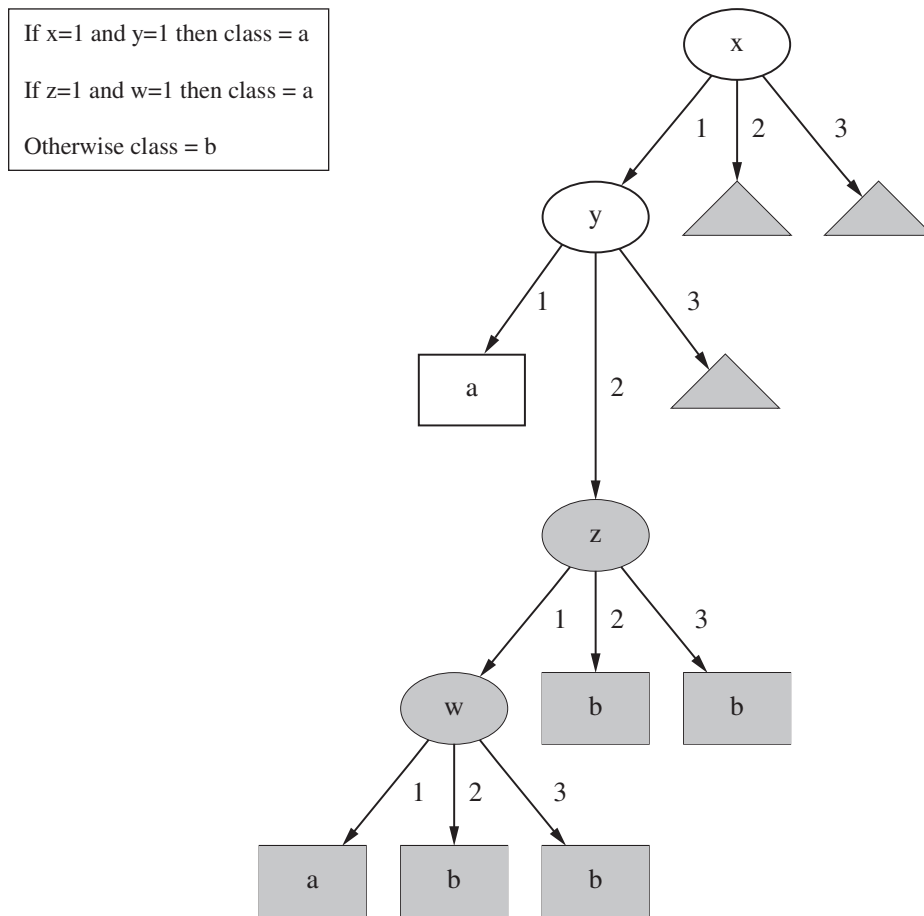 If x=1 and y=1 then class = a
If z=1 and w=1 then class = a
Otherwise class = b
x
1 2 3
y
1 2 3
a
z
1 2 3
w b b
1 2 3
a b b